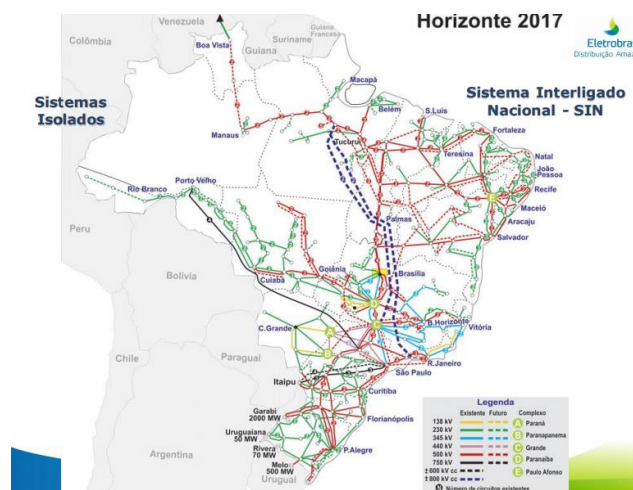 Horizonte 2017
Eletrobras
Distribuição Amaz
Venezuela
Guiana
Suriname
Guiana
Francesa
Colômbia
Boa Vista
Macapá
Sistemas
Isolados
Sistema Interligado
Nacional - SIN
Belém
S.Luis
Fortaleza
Manaus
Tucuruí
Teresina
Natal
João
Pessoa
Recife
Porto Velho
Rio Branco
Palmas
E
Maceió
Aracaju
Salvador
Peru
Bolívia
Cuiabá
Goiânia
Brasília
D
C.Grande
A
C
B
B.Horizonte
Vitória
Chile
Paraguai
R.Janeiro
São Paulo
Itaipu
Curitiba
Garabi
2000 MW
Florianópolis
Uruguaiana
50 MW
Rivera
70 MW
P.Alegre
Melo
500 MW
Argentina
Uruguai
Legenda
Existente Futuro Complexo
138 kV A Paraná
230 kV B Paranapanema
345 kV C Grande
440 kV D Paranaíba
500 kV E Paulo Afonso
750 kV
±600 kV cc
±800 kV cc
N Número de circuitos existentes